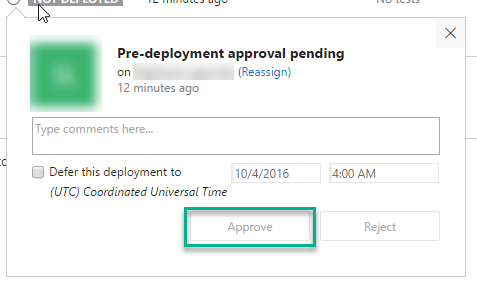 NOT DEPLOYED 12 minutes ago No tests
Pre-deployment approval pending
on (Reassign)
12 minutes ago
Type comments here...
Defer this deployment to 10/4/2016 4:00 AM
(UTC) Coordinated Universal Time
Approve Reject